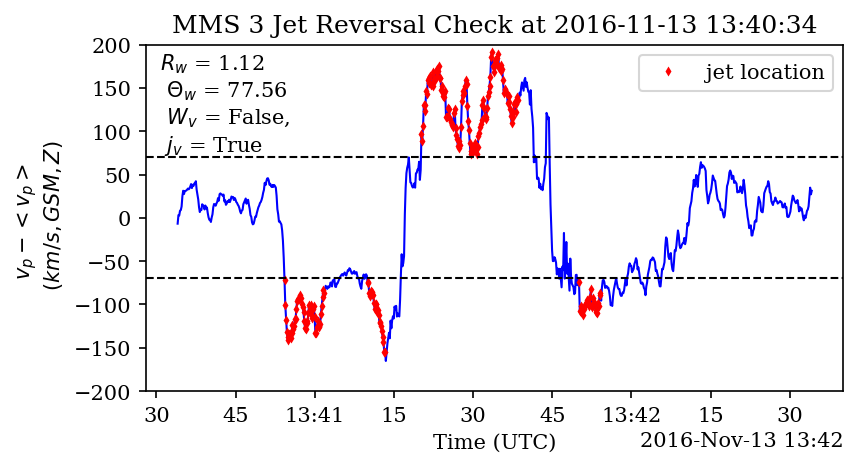 MMS 3 Jet Reversal Check at 2016-11-13 13:40:34
R_w = 1.12
Θ_w = 77.56
W_v = False,
j_v = True
jet location
v_p − < v_p >
(km/s, GSM, Z)
200
150
100
50
0
−50
−100
−150
−200
30 45 13:41 15 30 45 13:42 15 30
Time (UTC)
2016-Nov-13 13:42